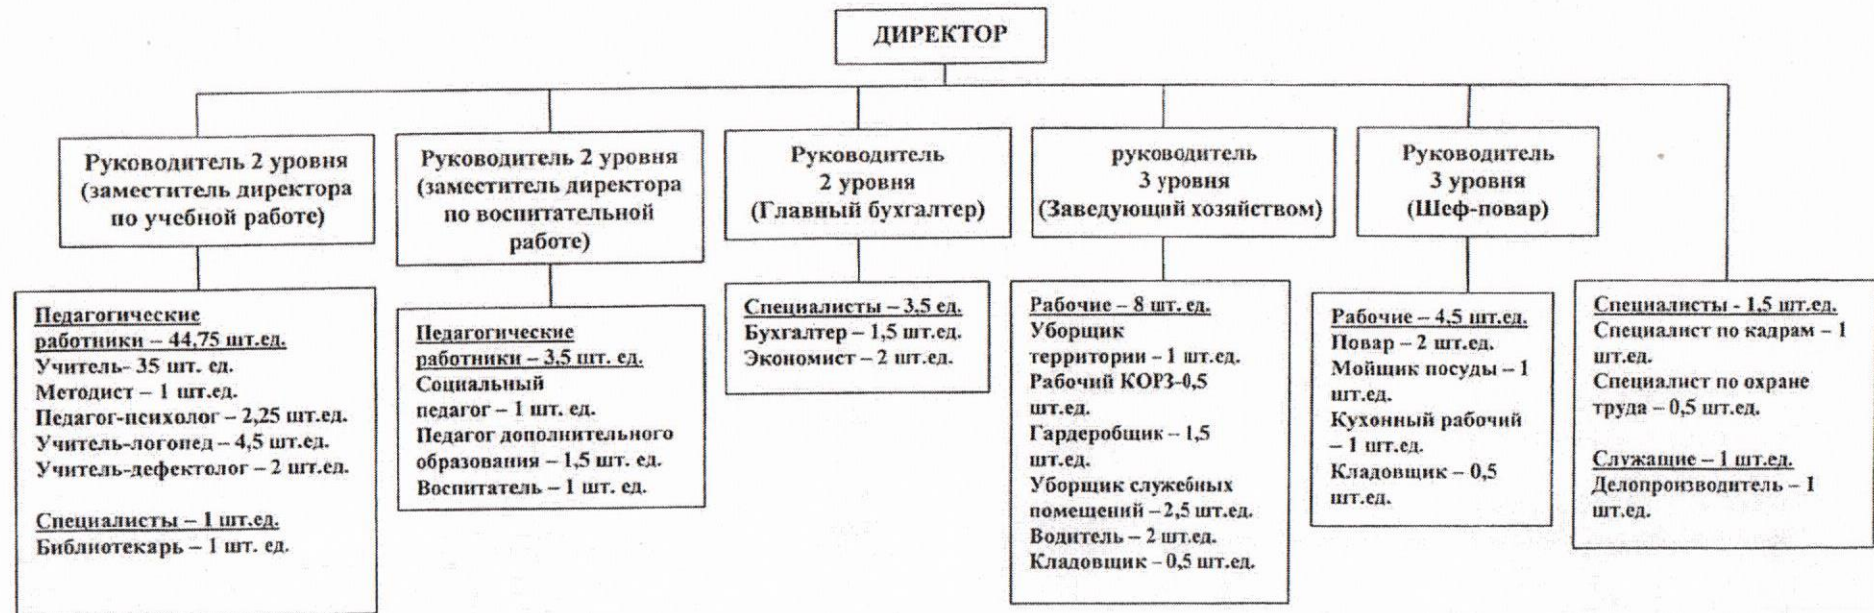 ДИРЕКТОР
Руководитель 2 уровня
(заместитель директора
по учебной работе)
Руководитель 2 уровня
(заместитель директора
по воспитательной
работе)
Руководитель
2 уровня
(Главный бухгалтер)
руководитель
3 уровня
(Заведующий хозяйством)
Руководитель
3 уровня
(Шеф-повар)
Педагогические
работники – 44,75 шт.ед.
Учитель- 35 шт. ед.
Методист – 1 шт.ед.
Педагог-психолог – 2,25 шт.ед.
Учитель-логопед – 4,5 шт.ед.
Учитель-дефектолог – 2 шт.ед.
Специалисты – 1 шт.ед.
Библиотекарь – 1 шт. ед.
Педагогические
работники – 3,5 шт. ед.
Социальный
педагог – 1 шт. ед.
Педагог дополнительного
образования – 1,5 шт. ед.
Воспитатель – 1 шт. ед.
Специалисты – 3,5 ед.
Бухгалтер – 1,5 шт.ед.
Экономист – 2 шт.ед.
Рабочие – 8 шт. ед.
Уборщик
территории – 1 шт.ед.
Рабочий КОРЗ-0,5
шт.ед.
Гардеробщик – 1,5
шт.ед.
Уборщик служебных
помещений – 2,5 шт.ед.
Водитель – 2 шт.ед.
Кладовщик – 0,5 шт.ед.
Рабочие – 4,5 шт.ед.
Повар – 2 шт.ед.
Мойщик посуды – 1
шт.ед.
Кухонный рабочий
– 1 шт.ед.
Кладовщик – 0,5
шт.ед.
Специалисты - 1,5 шт.ед.
Специалист по кадрам – 1
шт.ед.
Специалист по охране
труда – 0,5 шт.ед.
Служащие – 1 шт.ед.
Делопроизводитель – 1
шт.ед.